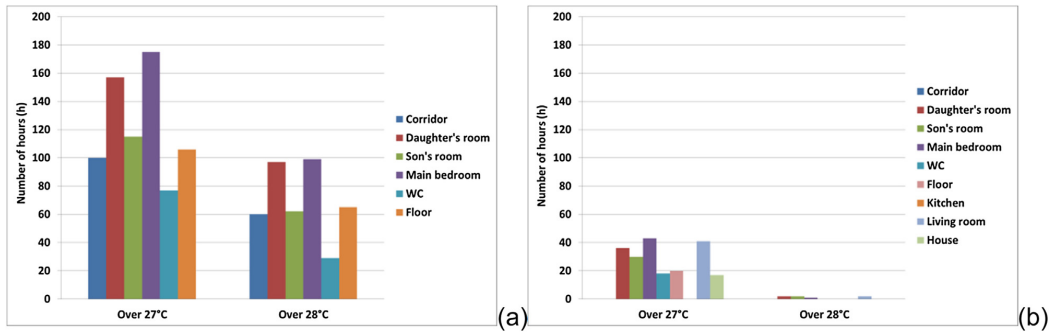 200
180
160
140
120
100
80
60
40
20
0
Number of hours (h)
Over 27°C
Over 28°C
Corridor
Daughter's room
Son's room
Main bedroom
WC
Floor
(a)
200
180
160
140
120
100
80
60
40
20
0
Number of hours (h)
Over 27°C
Over 28°C
Corridor
Daughter's room
Son's room
Main bedroom
WC
Floor
Kitchen
Living room
House
(b)